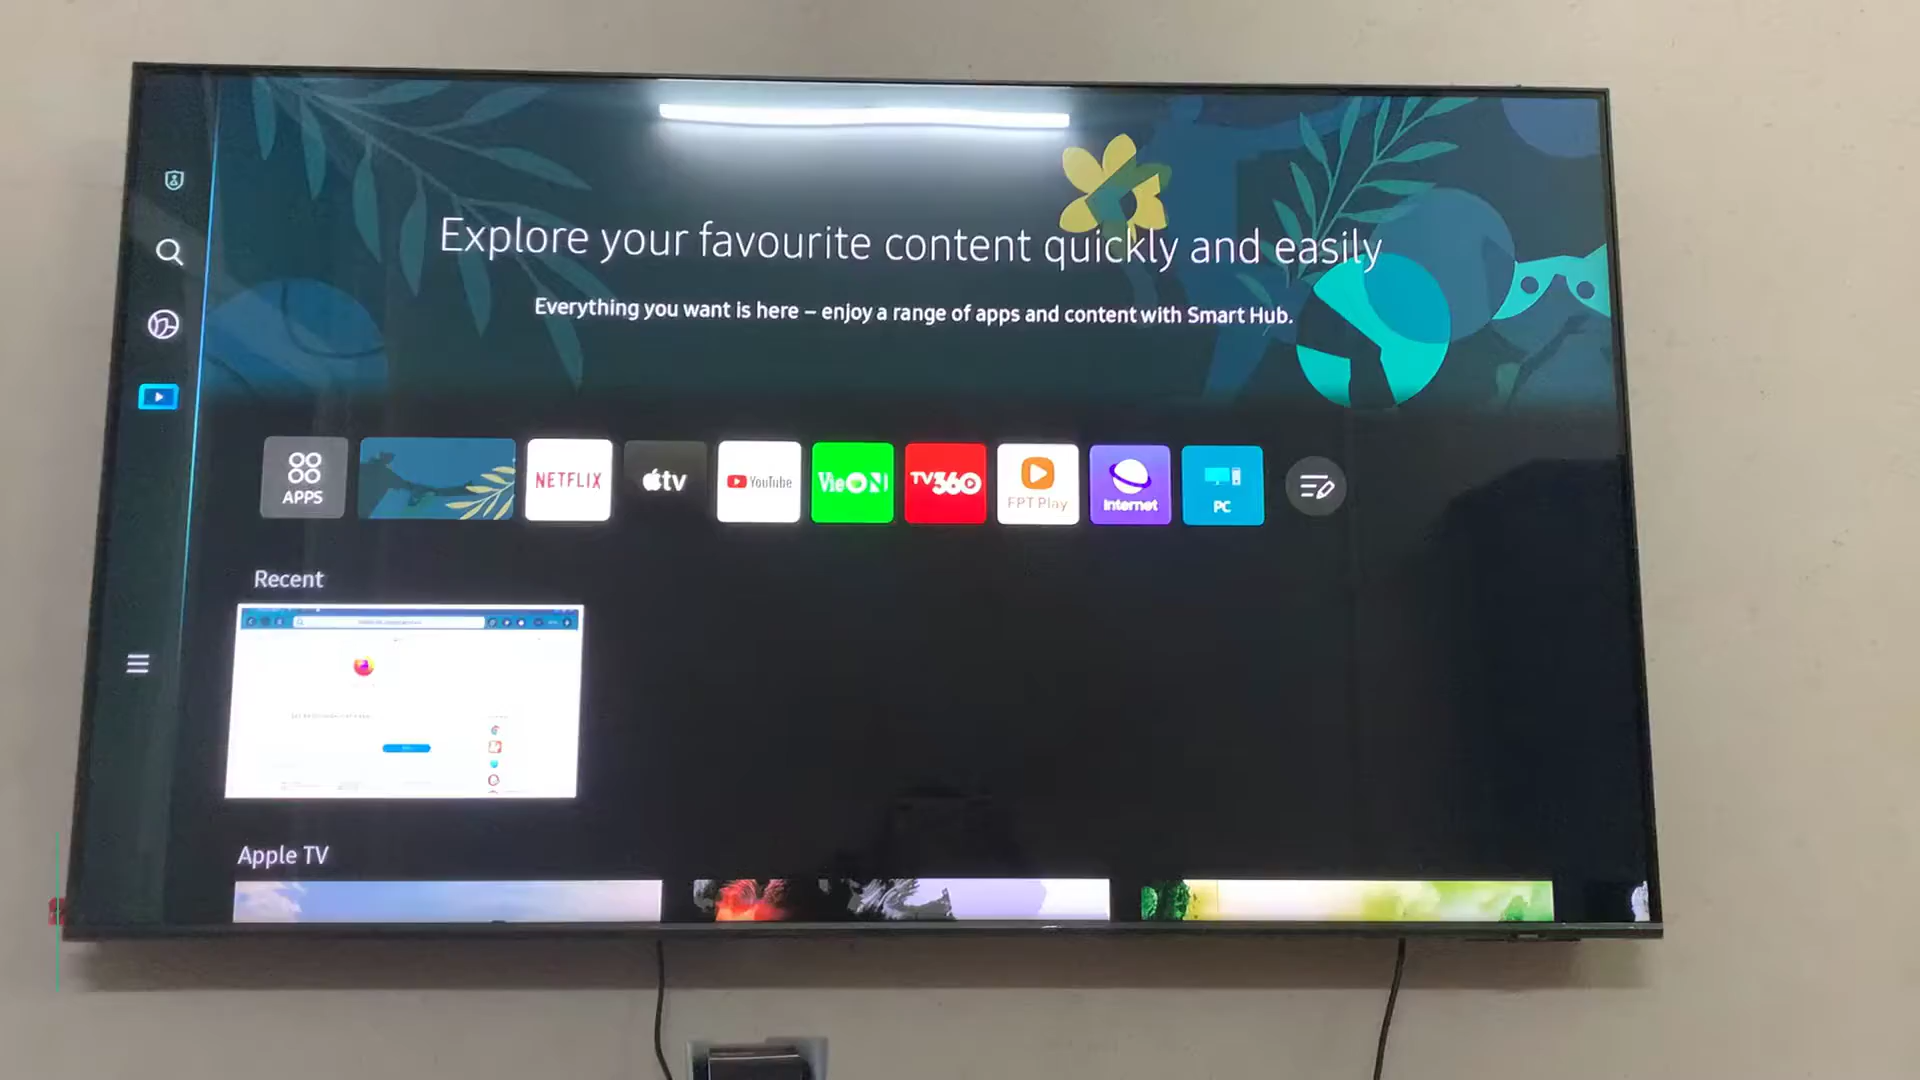 Explore your favourite content quickly and easily
Everything you want is here – enjoy a range of apps and content with Smart Hub.
APPS
NETFLIX
tv
YouTube
VieON
TV360
FPT Play
Internet
PC
Recent
Apple TV